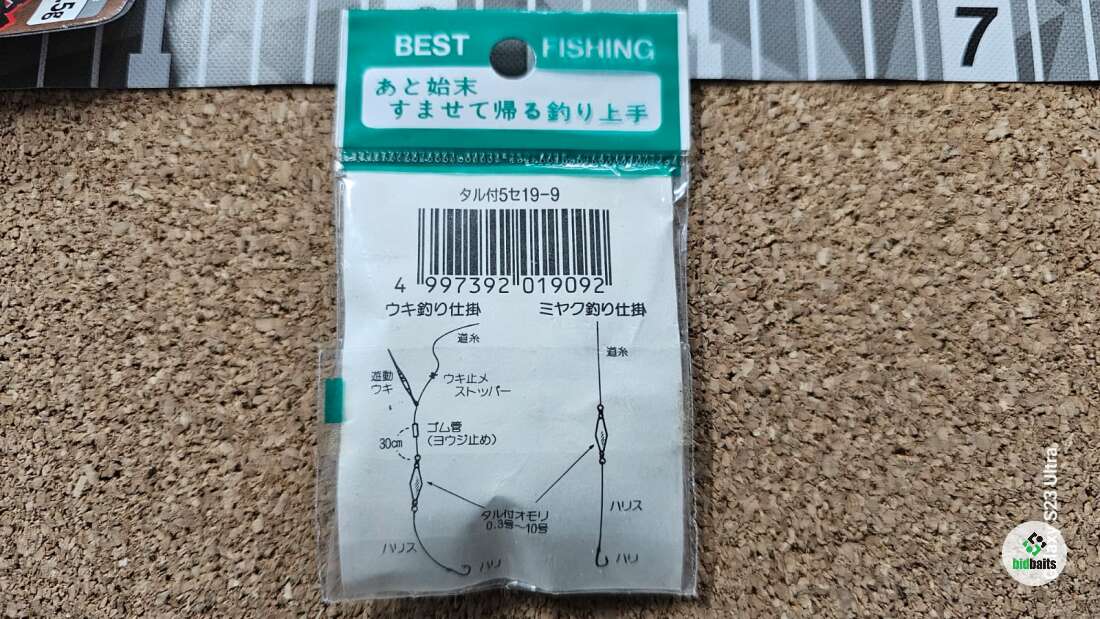 .5g
7
BEST FISHING
あと始末
すませて帰る釣り上手
タル付5セ19-9
4 997392 019092
ウキ釣り仕掛
ミヤク釣り仕掛
道糸
道糸
遊動
ウキ
ウキ止メ
ストッパー
ゴム管
(ヨウジ止め)
30cm
タル付オモリ
0.3号〜10号
ハリス
ハリス
ハリ
ハリ
S23 Ultra
bidbaits